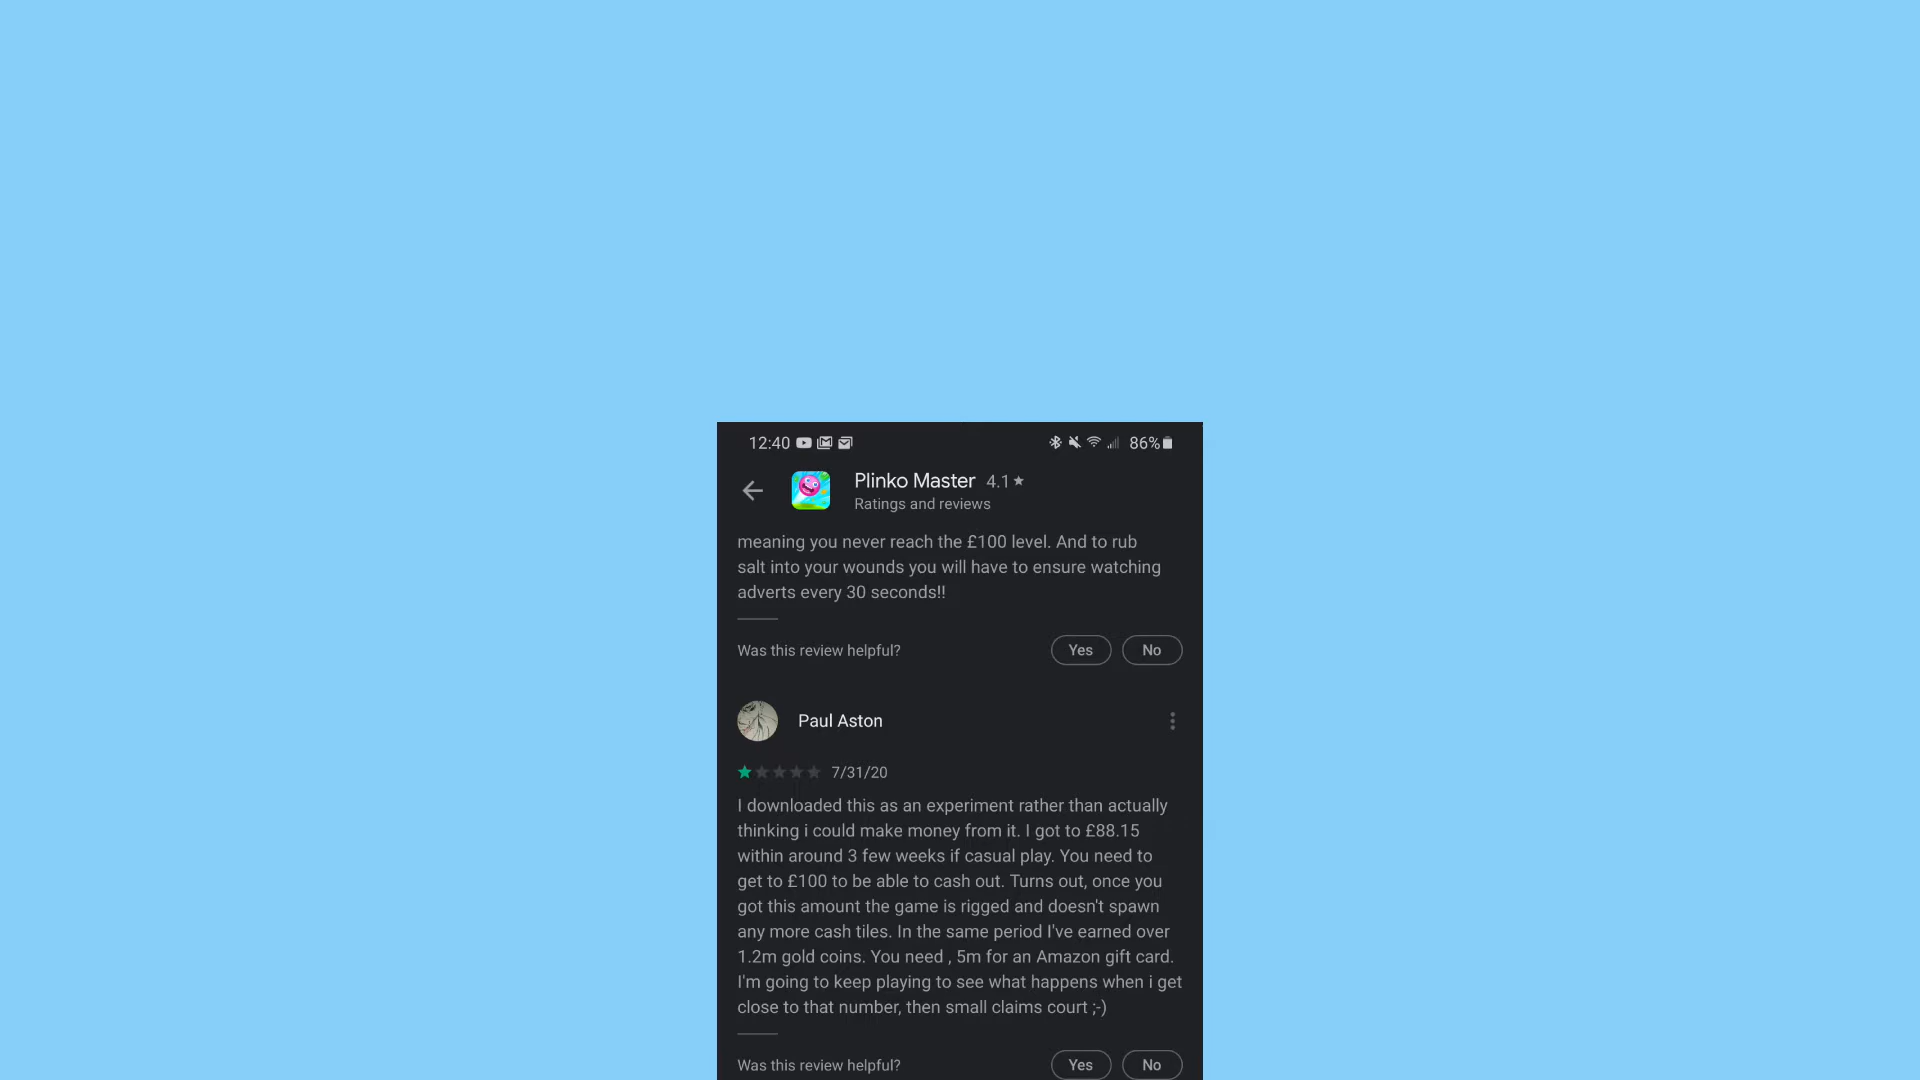 12:40 86%
Plinko Master 4.1★
Ratings and reviews
meaning you never reach the £100 level. And to rub
salt into your wounds you will have to ensure watching
adverts every 30 seconds!!
Was this review helpful? Yes No
Paul Aston
7/31/20
I downloaded this as an experiment rather than actually
thinking i could make money from it. I got to £88.15
within around 3 few weeks if casual play. You need to
get to £100 to be able to cash out. Turns out, once you
got this amount the game is rigged and doesn't spawn
any more cash tiles. In the same period I've earned over
1.2m gold coins. You need , 5m for an Amazon gift card.
I'm going to keep playing to see what happens when i get
close to that number, then small claims court ;-)
Was this review helpful? Yes No